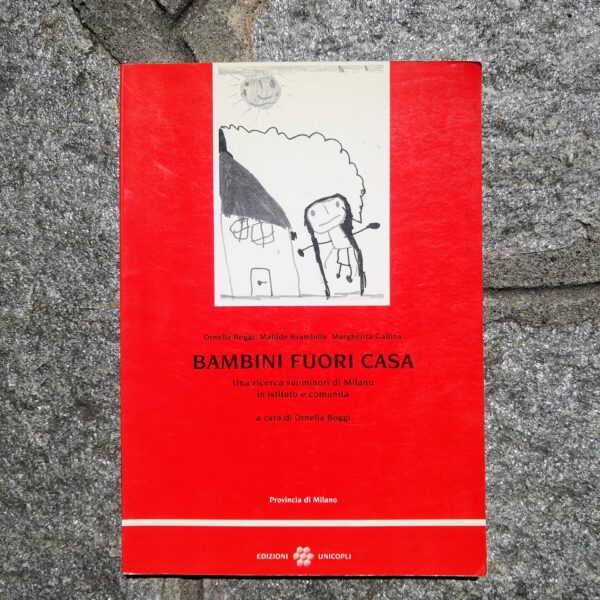 Ornella Boggi, Matilde Brambilla, Margherita Gallina
BAMBINI FUORI CASA
Una ricerca sui minori di Milano
in istituto e comunità
a cura di Ornella Boggi
Provincia di Milano
EDIZIONI UNICOPLI